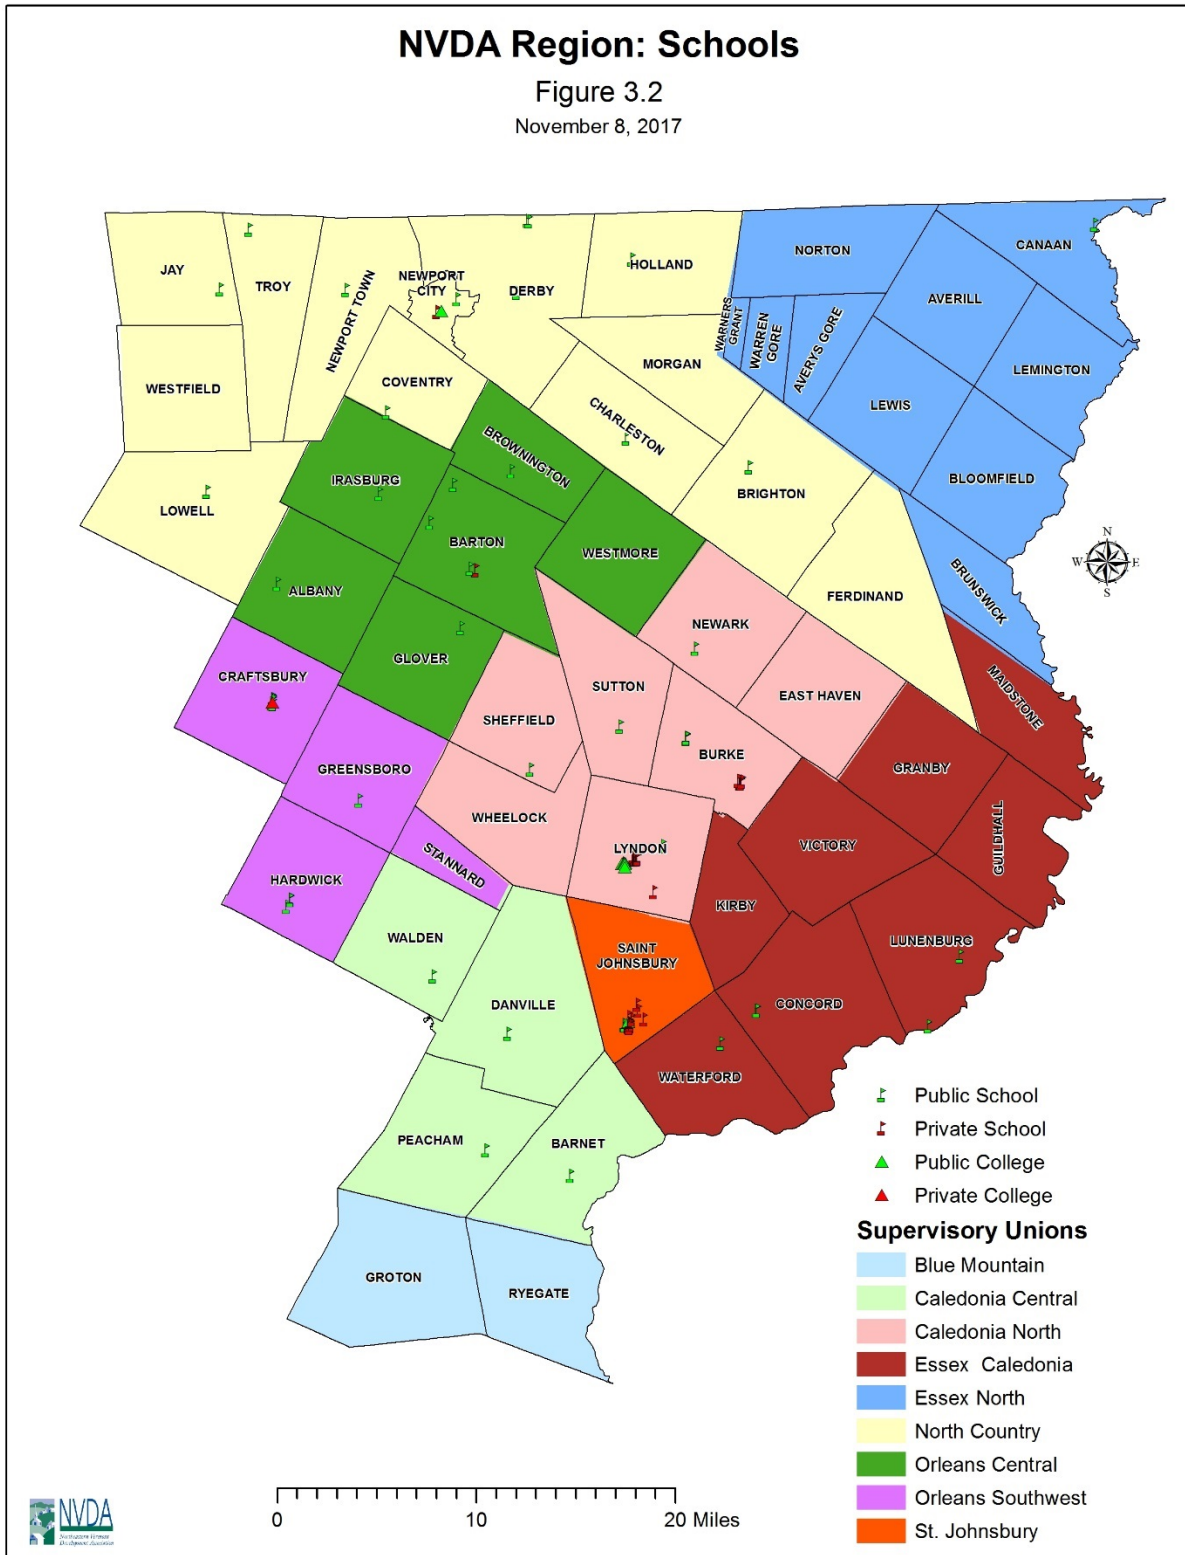 NVDA Region: Schools
Figure 3.2
November 8, 2017
NORTON
CANAAN
JAY
TROY
NEWPORT TOWN
NEWPORT
CITY
DERBY
HOLLAND
AVERILL
WARNERS
GRANT
WARREN
GORE
AVERYS GORE
WESTFIELD
COVENTRY
MORGAN
LEMINGTON
CHARLESTON
LEWIS
BROWNINGTON
IRASBURG
BRIGHTON
BLOOMFIELD
LOWELL
BARTON
WESTMORE
N
W
E
S
ALBANY
FERDINAND
BRUNSWICK
NEWARK
GLOVER
CRAFTSBURY
SUTTON
EAST HAVEN
MAIDSTONE
SHEFFIELD
BURKE
GREENSBORO
GRANBY
WHEELOCK
LYNDON
VICTORY
GUILDHALL
STANNARD
HARDWICK
KIRBY
WALDEN
SAINT
JOHNSBURY
LUNENBURG
DANVILLE
CONCORD
WATERFORD
PEACHAM
BARNET
GROTON
RYEGATE
Public School
Private School
Public College
Private College
Supervisory Unions
Blue Mountain
Caledonia Central
Caledonia North
Essex Caledonia
Essex North
North Country
Orleans Central
Orleans Southwest
St. Johnsbury
0 10 20 Miles
NVDA
Northeastern Vermont
Development Association